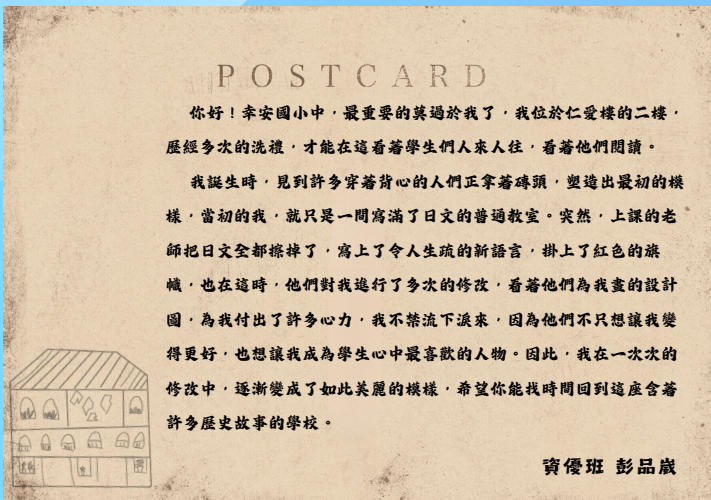 POSTCARD
你好！幸安國小中，最重要的莫過於我了，我位於仁愛樓的二樓，
歷經多次的洗禮，才能在這看著學生們人來人往，看著他們閱讀。
我誕生時，見到許多穿著背心的人們正拿著磚頭，塑造出最初的模
樣，當初的我，就只是一間寫滿了日文的普通教室。突然，上課的老
師把日文全都擦掉了，寫上了令人生疏的新語言，掛上了紅色的旗
幟，也在這時，他們對我進行了多次的修改，看著他們為我畫的設計
圖，為我付出了許多心力，我不禁流下淚來，因為他們不只想讓我變
得更好，也想讓我成為學生心中最喜歡的人物。因此，我在一次次的
修改中，逐漸變成了如此美麗的模樣，希望你能找時間回到這座含著
許多歷史故事的學校。
資優班 彭品崴